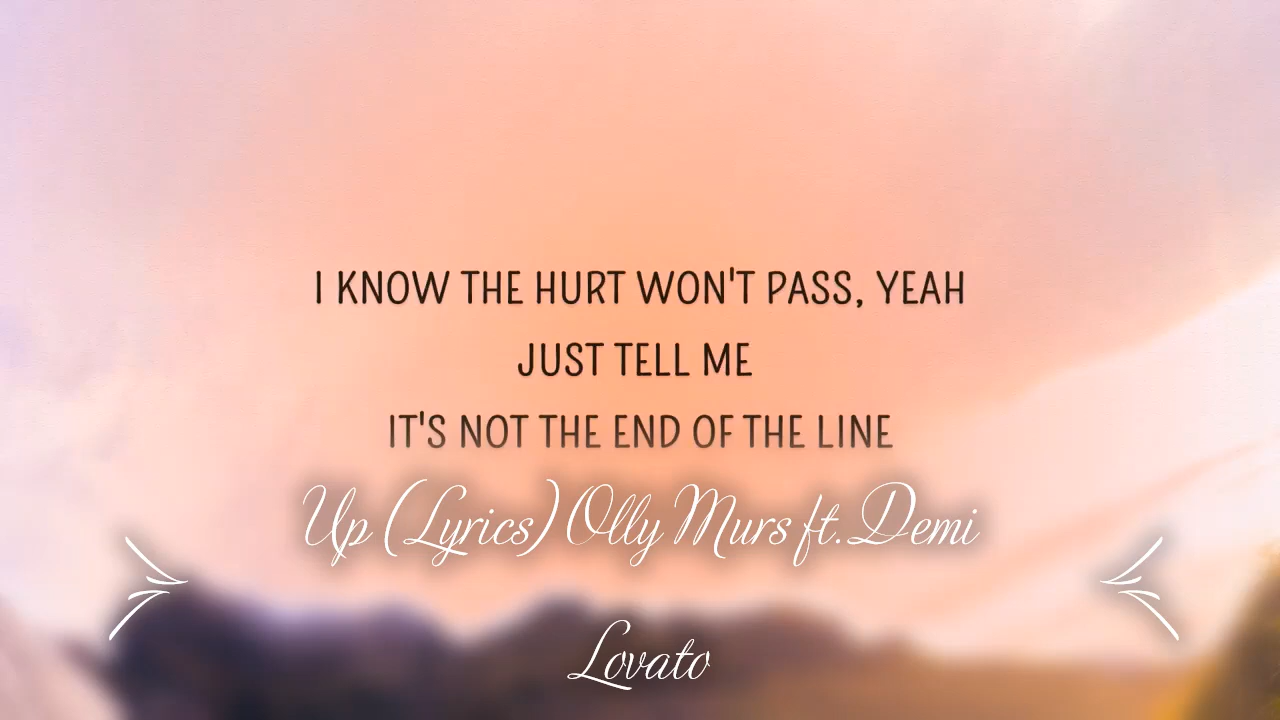 I KNOW THE HURT WON'T PASS, YEAH
JUST TELL ME
IT'S NOT THE END OF THE LINE
Up (Lyrics) Olly Murs ft. Demi
Lovato